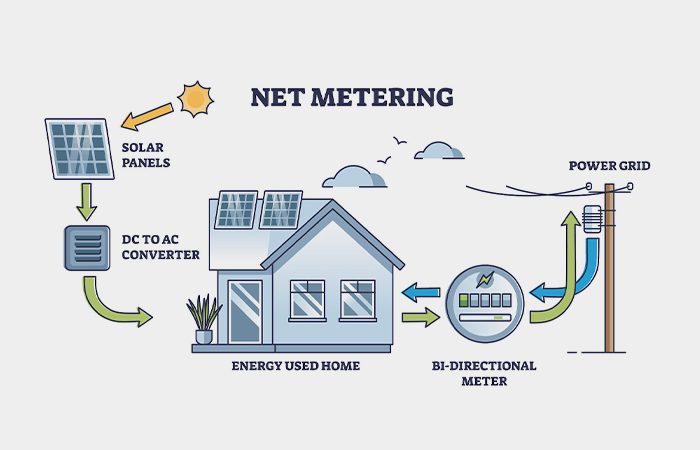 NET METERING
SOLAR
PANELS
POWER GRID
DC TO AC
CONVERTER
ENERGY USED HOME
BI-DIRECTIONAL
METER